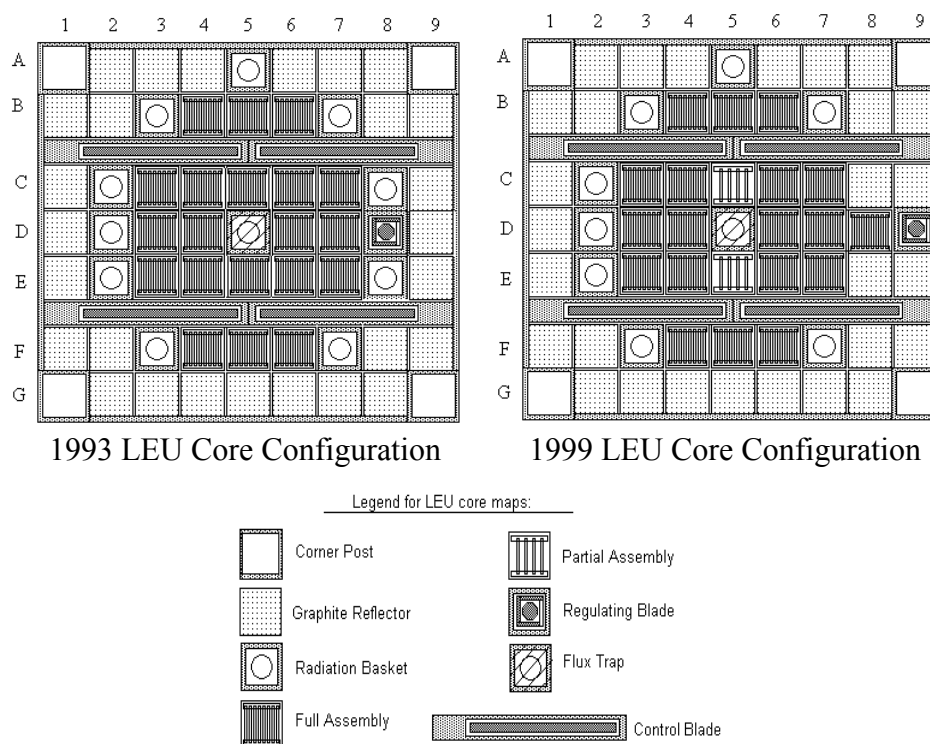 1 2 3 4 5 6 7 8 9
A
B
C
D
E
F
G
1993 LEU Core Configuration
1 2 3 4 5 6 7 8 9
A
B
C
D
E
F
G
1999 LEU Core Configuration
Legend for LEU core maps:
Corner Post
Graphite Reflector
Radiation Basket
Full Assembly
Partial Assembly
Regulating Blade
Flux Trap
Control Blade